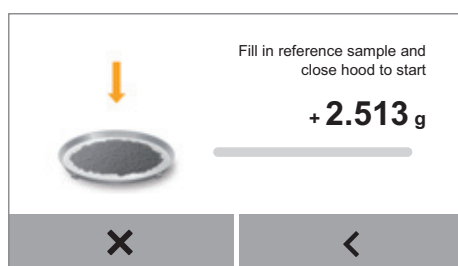 Fill in reference sample and
close hood to start
+ 2.513 g